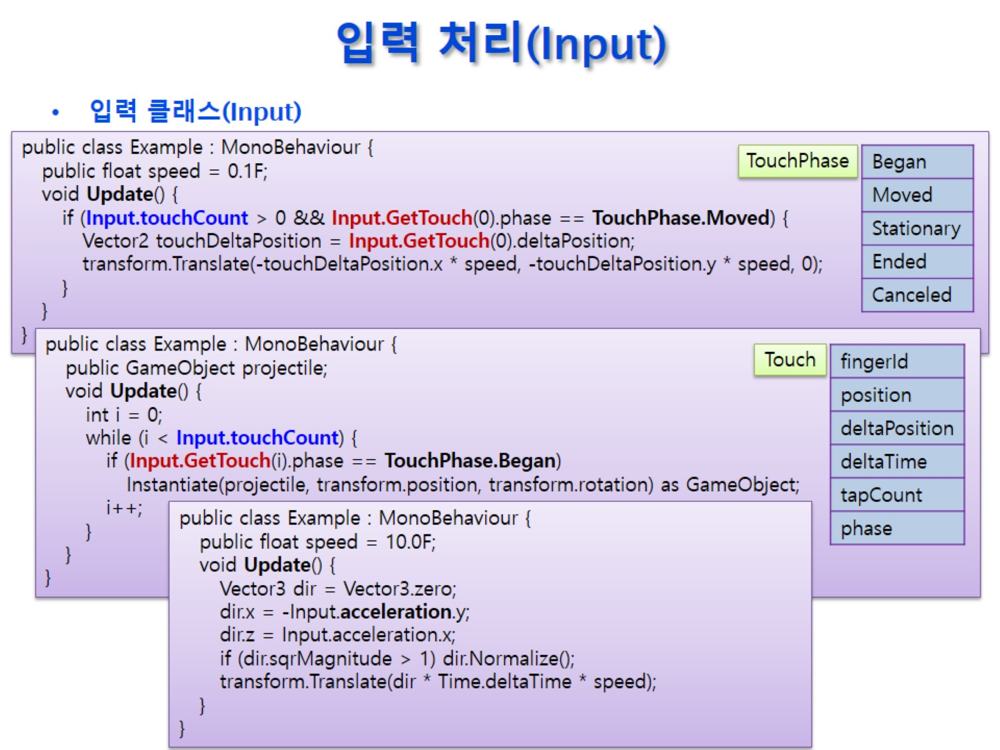 입력 처리(Input)
• 입력 클래스(Input)
public class Example : MonoBehaviour {
public float speed = 0.1F;
void Update() {
if (Input.touchCount > 0 && Input.GetTouch(0).phase == TouchPhase.Moved) {
Vector2 touchDeltaPosition = Input.GetTouch(0).deltaPosition;
transform.Translate(-touchDeltaPosition.x * speed, -touchDeltaPosition.y * speed, 0);
}
}
}
TouchPhase
Began
Moved
Stationary
Ended
Canceled
public class Example : MonoBehaviour {
public GameObject projectile;
void Update() {
int i = 0;
while (i < Input.touchCount) {
if (Input.GetTouch(i).phase == TouchPhase.Began)
Instantiate(projectile, transform.position, transform.rotation) as GameObject;
i++;
}
}
}
Touch
fingerId
position
deltaPosition
deltaTime
tapCount
phase
public class Example : MonoBehaviour {
public float speed = 10.0F;
void Update() {
Vector3 dir = Vector3.zero;
dir.x = -Input.acceleration.y;
dir.z = Input.acceleration.x;
if (dir.sqrMagnitude > 1) dir.Normalize();
transform.Translate(dir * Time.deltaTime * speed);
}
}